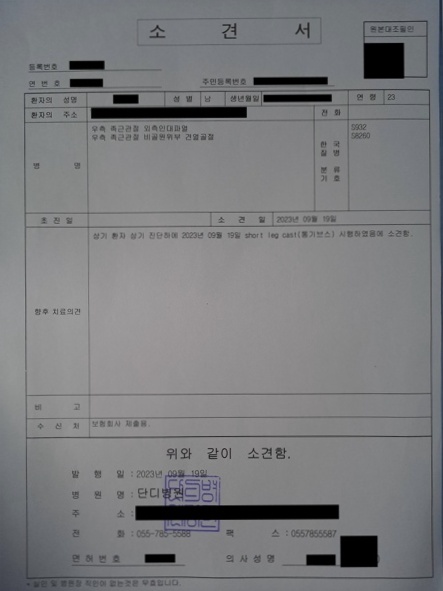 소 견 서
원본대조필인
등록번호
연 번 호
주민등록번호
환자의 성명 성 별 남 생년월일 연 령 23
환자의 주소 전 화
병 명
우측 족근관절 외측인대파열
우측 족근관절 비골원위부 견열골절
한 국
질 병
분 류
기 호
S932
S8260
초 진 일 소 견 일 2023년 09월 19일
향후 치료의견
상기 환자 상기 진단하에 2023년 09월 19일 short leg cast(통기브스) 시행하였음에 소견함.
비 고
수 신 처 보험회사 제출용.
위와 같이 소견함.
발 행 일 : 2023년 09월 19일
병 원 명 : 단디병원
주 소 :
전 화 : 055-785-5588 팩 스 : 0557855587
면허번호 의사성명